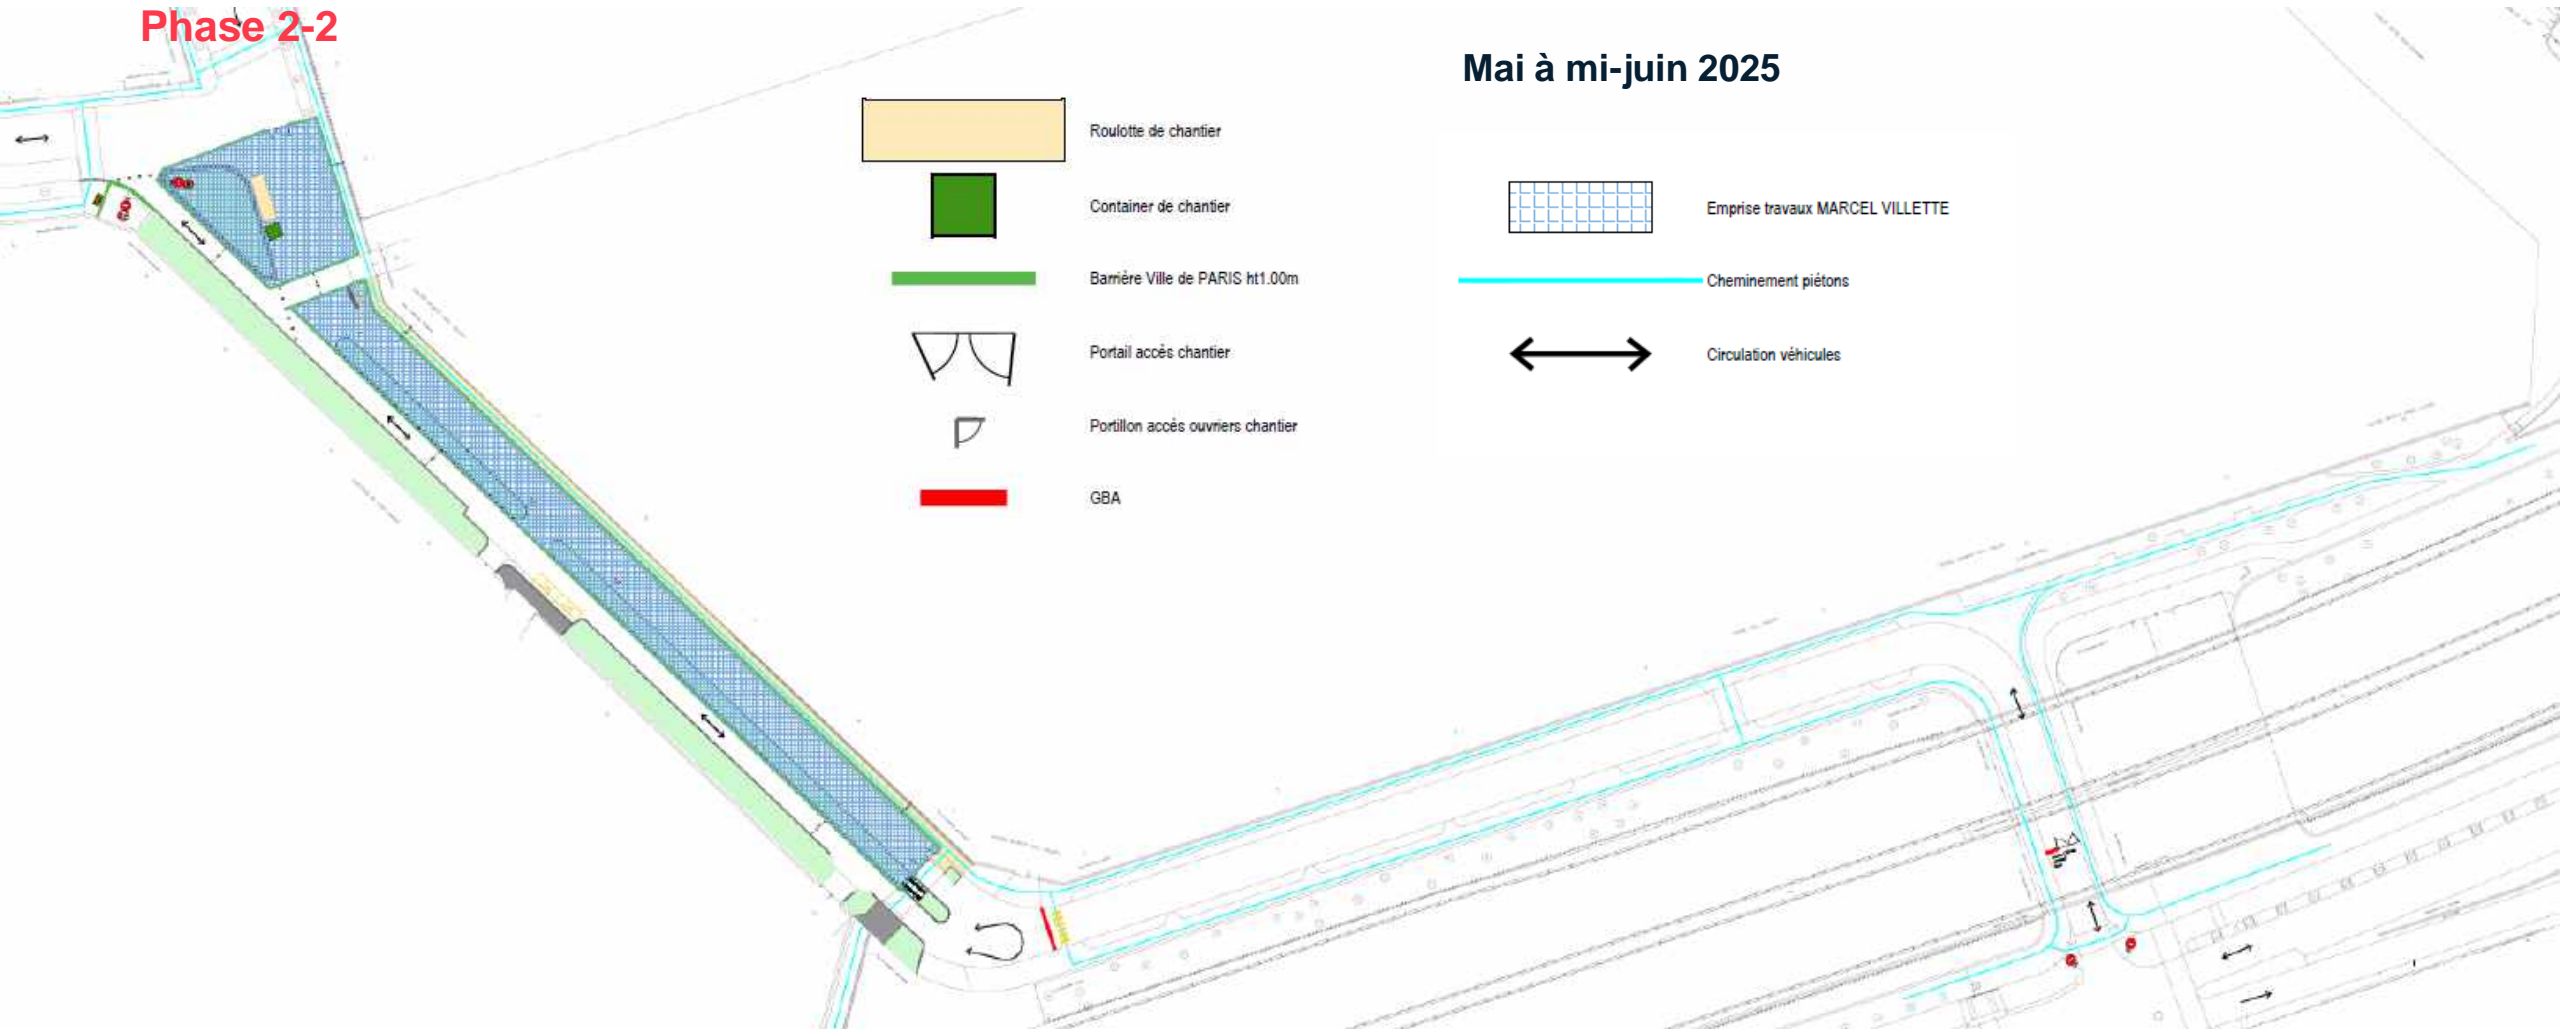 Phase 2-2
Mai à mi-juin 2025
Roulotte de chantier
Container de chantier
Emprise travaux MARCEL VILLETTE
Barrière Ville de PARIS ht1.00m
Cheminement piétons
Portail accès chantier
Circulation véhicules
Portillon accès ouvriers chantier
GBA